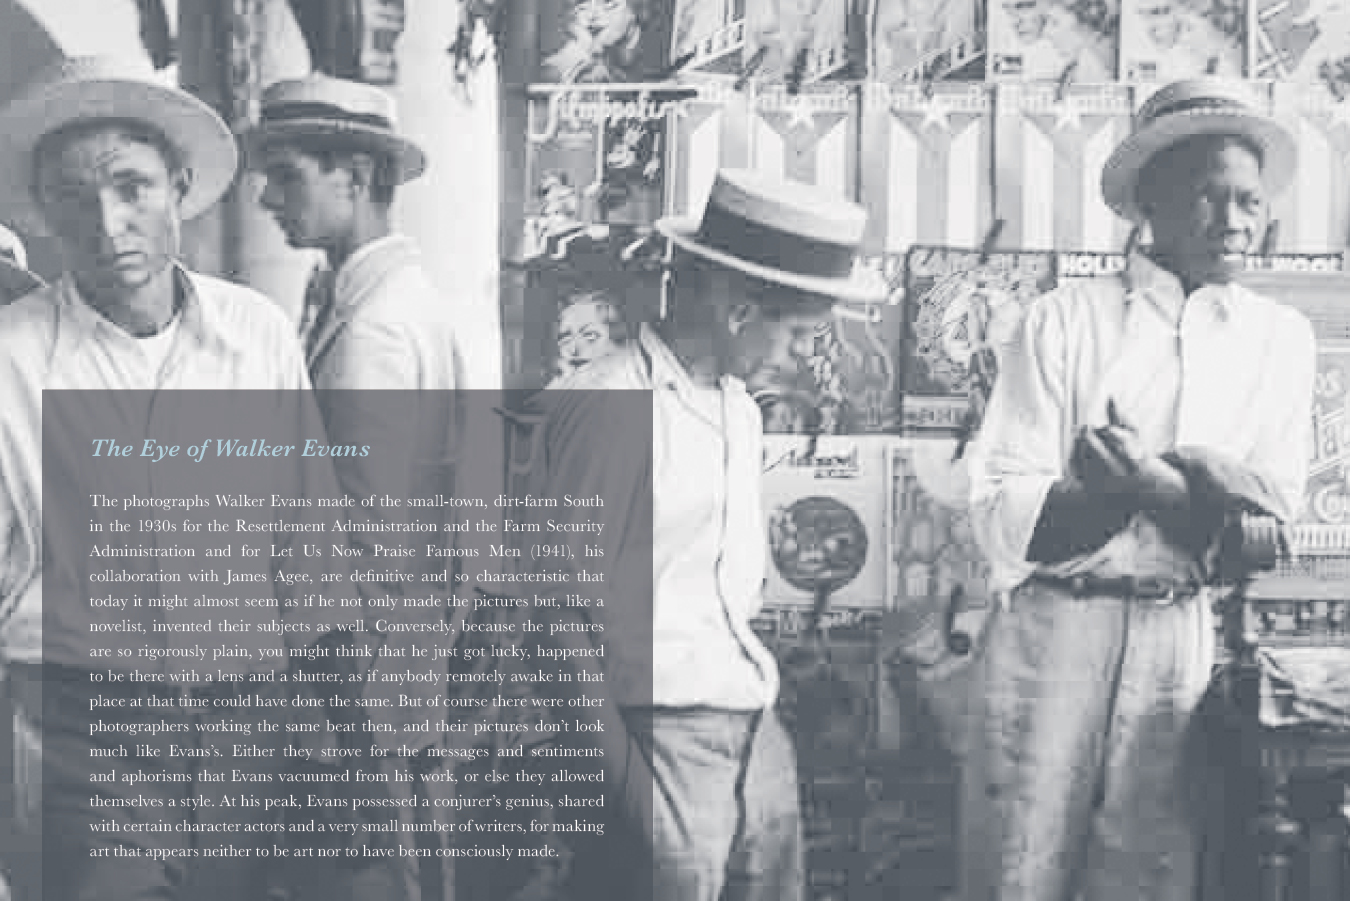 HOLLYWOOD
The Eye of Walker Evans
The photographs Walker Evans made of the small-town, dirt-farm South
in the 1930s for the Resettlement Administration and the Farm Security
Administration and for Let Us Now Praise Famous Men (1941), his
collaboration with James Agee, are definitive and so characteristic that
today it might almost seem as if he not only made the pictures but, like a
novelist, invented their subjects as well. Conversely, because the pictures
are so rigorously plain, you might think that he just got lucky, happened
to be there with a lens and a shutter, as if anybody remotely awake in that
place at that time could have done the same. But of course there were other
photographers working the same beat then, and their pictures don’t look
much like Evans’s. Either they strove for the messages and sentiments
and aphorisms that Evans vacuumed from his work, or else they allowed
themselves a style. At his peak, Evans possessed a conjurer’s genius, shared
with certain character actors and a very small number of writers, for making
art that appears neither to be art nor to have been consciously made.